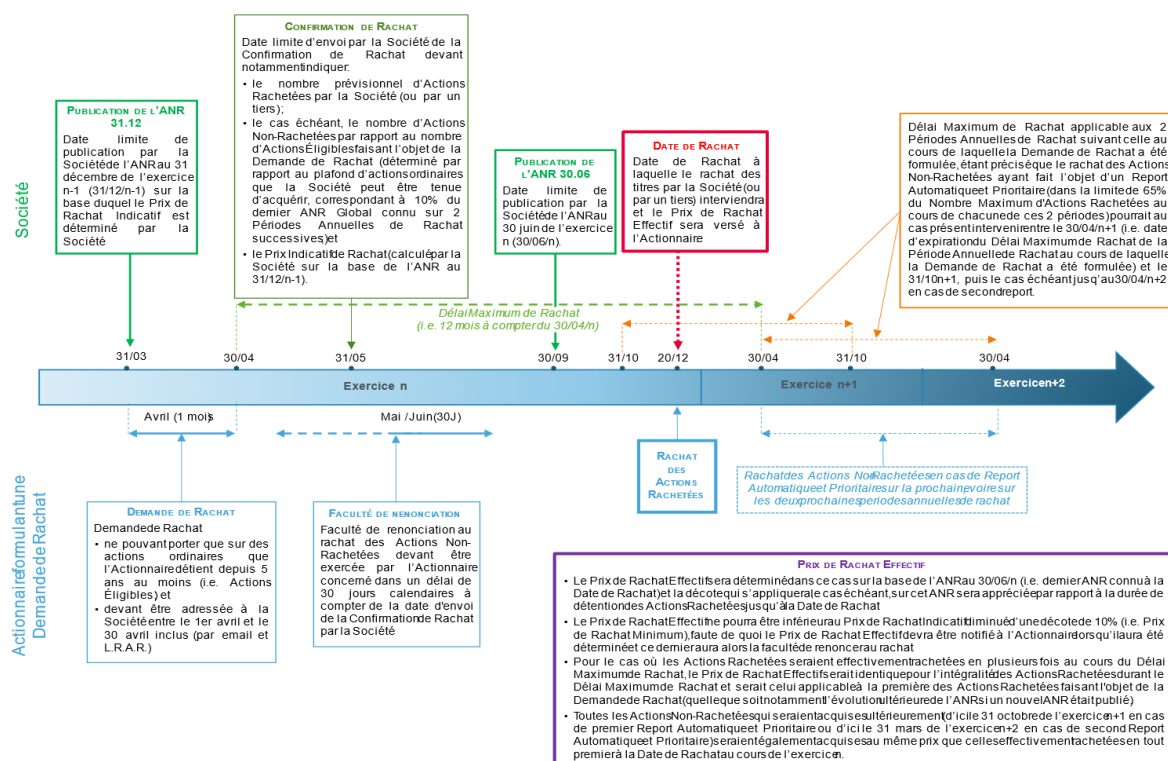 CONFIRMATION DE RACHAT
Date limite d'envoi par la Société de la
Confirmation de Rachat devant
notamment indiquer:
• le nombre prévisionnel d'Actions
Rachetées par la Société (ou par un
tiers);
• le cas échéant, le nombre d'Actions
Non-Rachetées par rapport au nombre
d'Actions Éligibles faisant l'objet de la
Demande de Rachat (déterminé par
rapport au plafond d'actions ordinaires
que la Société peut être tenue
d'acquérir, correspondant à 10% du
dernier ANR Global connu sur 2
Périodes Annuelles de Rachat
successives) et
• le Prix Indicatif de Rachat (calculé par la
Société sur la base de l'ANR au
31/12/n-1).
PUBLICATION DE L'ANR
31.12
Date limite de
publication par la
Société de l'ANR au 31
décembre de l'exercice
n-1 (31/12/n-1) sur la
base duquel le Prix de
Rachat Indicatif est
déterminé par la
Société
PUBLICATION DE
L'ANR 30.06
Date limite de
publication par la
Société de l'ANR au
30 juin de l'exercice
n (30/06/n).
DATE DE RACHAT
Date de Rachat à
laquelle le rachat des
titres par la Société (ou
par un tiers) interviendra
et le Prix de Rachat
Effectif sera versé à
l'Actionnaire
Délai Maximum de Rachat applicable aux 2
Périodes Annuelles de Rachat suivant celle au
cours de laquelle la Demande de Rachat a été
formulée, étant précisé que le rachat des Actions
Non-Rachetées ayant fait l'objet d'un Report
Automatique et Prioritaire (dans la limite de 65%
du Nombre Maximum d'Actions Rachetées au
cours de chacune de ces 2 périodes) pourrait au
cas présent intervenir entre le 30/04/n+1 (i.e. date
d'expiration du Délai Maximum de Rachat de la
Période Annuelle de Rachat au cours de laquelle
la Demande de Rachat a été formulée) et le
31/10n+1, puis le cas échéant jusqu'au 30/04/n+2
en cas de second report.
Société
Délai Maximum de Rachat
(i.e. 12 mois à compter du 30/04/n)
31/03 30/04 31/05 30/09 31/10 20/12 30/04 31/10 30/04
Exercice n Exercice n+1 Exercice n+2
Avril (1 mois) Mai / Juin (30J)
RACHAT
DES
ACTIONS
RACHETÉES
Rachat des Actions Non-Rachetées en cas de Report
Automatique et Prioritaire sur la prochaine, voire sur
les deux prochaines periodes annuelles de rachat
Actionnaire formulant une
Demande de Rachat
DEMANDE DE RACHAT
Demande de Rachat
• ne pouvant porter que sur des
actions ordinaires que
l'Actionnaire détient depuis 5
ans au moins (i.e. Actions
Éligibles) et
• devant être adressée à la
Société entre le 1er avril et le
30 avril inclus (par email et
L.R.A.R.)
FACULTÉ DE RENONCIATION
Faculté de renonciation au
rachat des Actions Non-
Rachetées devant être
exercée par l'Actionnaire
concerné dans un délai de
30 jours calendaires à
compter de la date d'envoi
de la Confirmation de Rachat
par la Société
PRIX DE RACHAT EFFECTIF
• Le Prix de Rachat Effectif sera déterminé dans ce cas sur la base de l'ANR au 30/06/n (i.e. dernier ANR connu à la
Date de Rachat) et la décote qui s'appliquera, le cas échéant, sur cet ANR sera appréciée par rapport à la durée de
détention des Actions Rachetées jusqu'à la Date de Rachat
• Le Prix de Rachat Effectif ne pourra être inférieur au Prix de Rachat Indicatif diminué d'une décote de 10% (i.e. Prix
de Rachat Minimum), faute de quoi le Prix de Rachat Effectif devra être notifié à l'Actionnaire lorsqu'il aura été
déterminé et ce dernier aura alors la faculté de renoncer au rachat
• Pour le cas où les Actions Rachetées seraient effectivement rachetées en plusieurs fois au cours du Délai
Maximum de Rachat, le Prix de Rachat Effectif serait identique pour l'intégralité des Actions Rachetées durant le
Délai Maximum de Rachat et serait celui applicable à la première des Actions Rachetées faisant l'objet de la
Demande de Rachat (quelle que soit notamment l'évolution ultérieure de l'ANR si un nouvel ANR était publié)
• Toutes les Actions Non-Rachetées qui seraient acquises ultérieurement (d'ici le 31 octobre de l'exercice n+1 en cas
de premier Report Automatique et Prioritaire ou d'ici le 31 mars de l'exercice n+2 en cas de second Report
Automatique et Prioritaire) seraient également acquises au même prix que celles effectivement rachetées en tout
premier à la Date de Rachat au cours de l'exercice n.